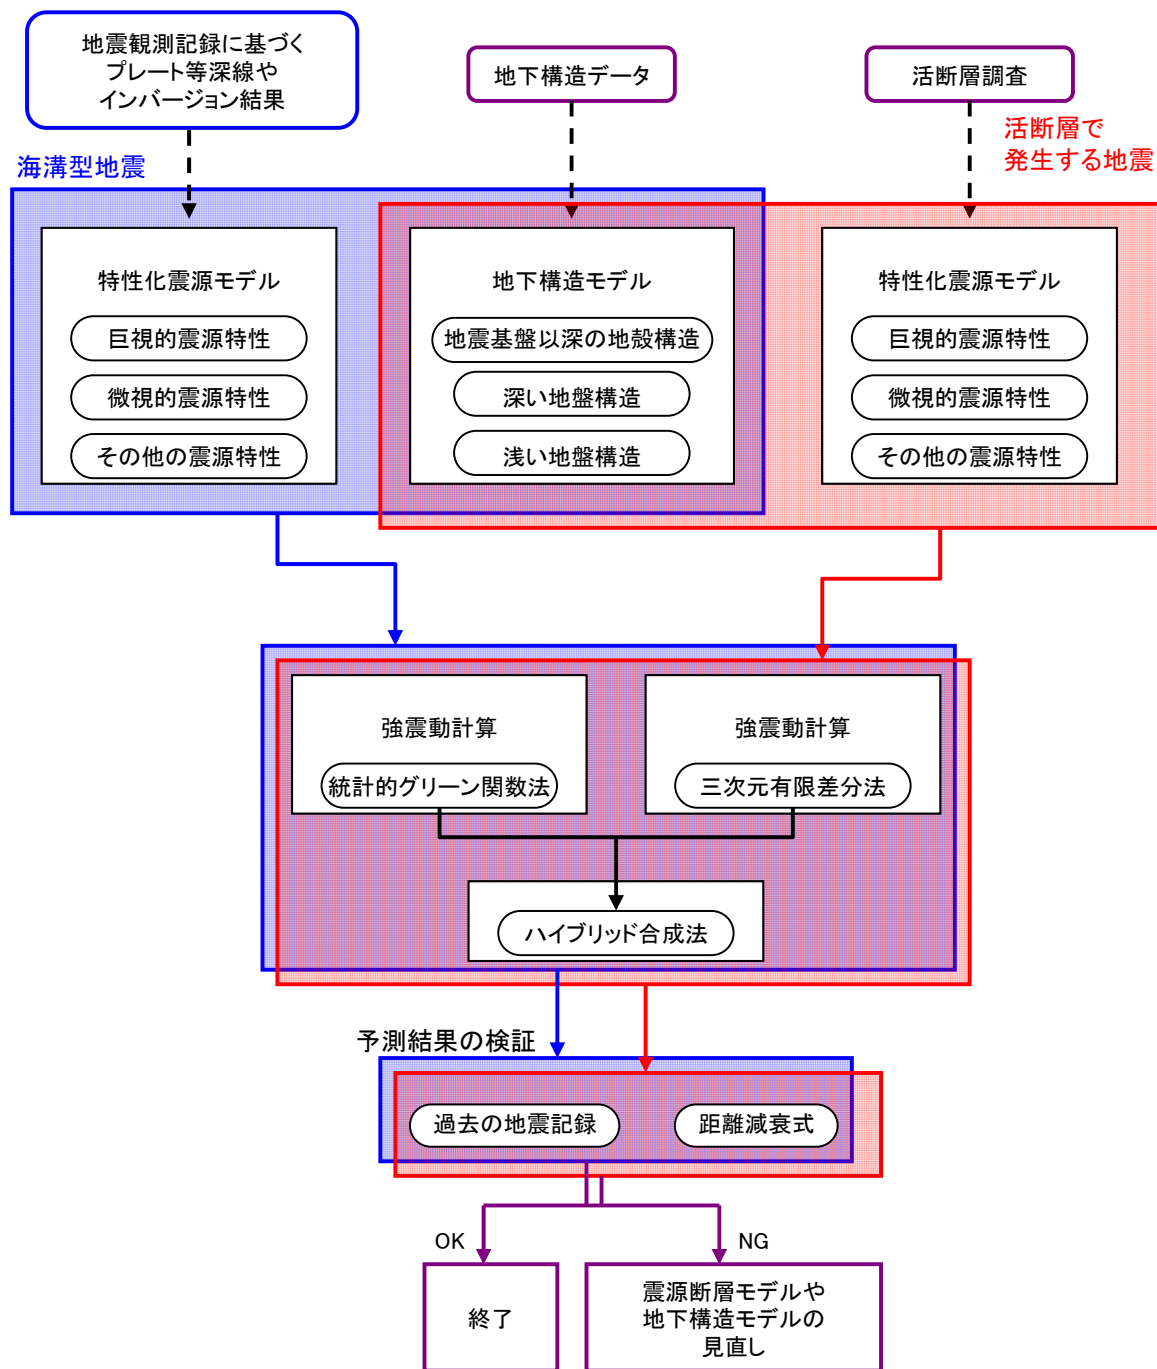 地震観測記録に基づく
プレート等深線や
インバージョン結果
地下構造データ
活断層調査
海溝型地震
活断層で
発生する地震
特性化震源モデル
巨視的震源特性
微視的震源特性
その他の震源特性
地下構造モデル
地震基盤以深の地殻構造
深い地盤構造
浅い地盤構造
特性化震源モデル
巨視的震源特性
微視的震源特性
その他の震源特性
強震動計算
統計的グリーン関数法
強震動計算
三次元有限差分法
ハイブリッド合成法
予測結果の検証
過去の地震記録
距離減衰式
OK
NG
終了
震源断層モデルや
地下構造モデルの
見直し